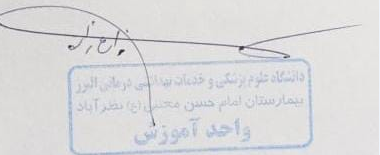 دانشگاه علوم پزشکی و خدمات بهداشتی درمانی البرز
بیمارستان امام حسن مجتبی (ع) نظرآباد
واحد آموزش